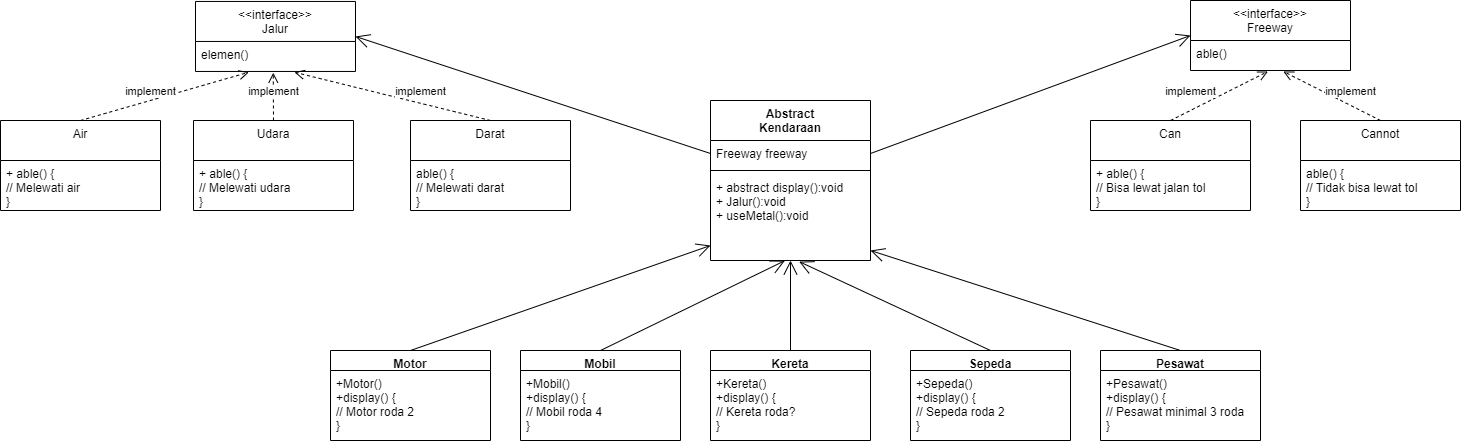 <<interface>>
Jalur
elemen()
<<interface>>
Freeway
able()
implement
implement
implement
implement
implement
Air
+ able() {
// Melewati air
}
Udara
+ able() {
// Melewati udara
}
Darat
able() {
// Melewati darat
}
Abstract
Kendaraan
Freeway freeway
+ abstract display():void
+ Jalur():void
+ useMetal():void
Can
+ able() {
// Bisa lewat jalan tol
}
Cannot
able() {
// Tidak bisa lewat tol
}
Motor
+Motor()
+display() {
// Motor roda 2
}
Mobil
+Mobil()
+display() {
// Mobil roda 4
}
Kereta
+Kereta()
+display() {
// Kereta roda?
}
Sepeda
+Sepeda()
+display() {
// Sepeda roda 2
}
Pesawat
+Pesawat()
+display() {
// Pesawat minimal 3 roda
}